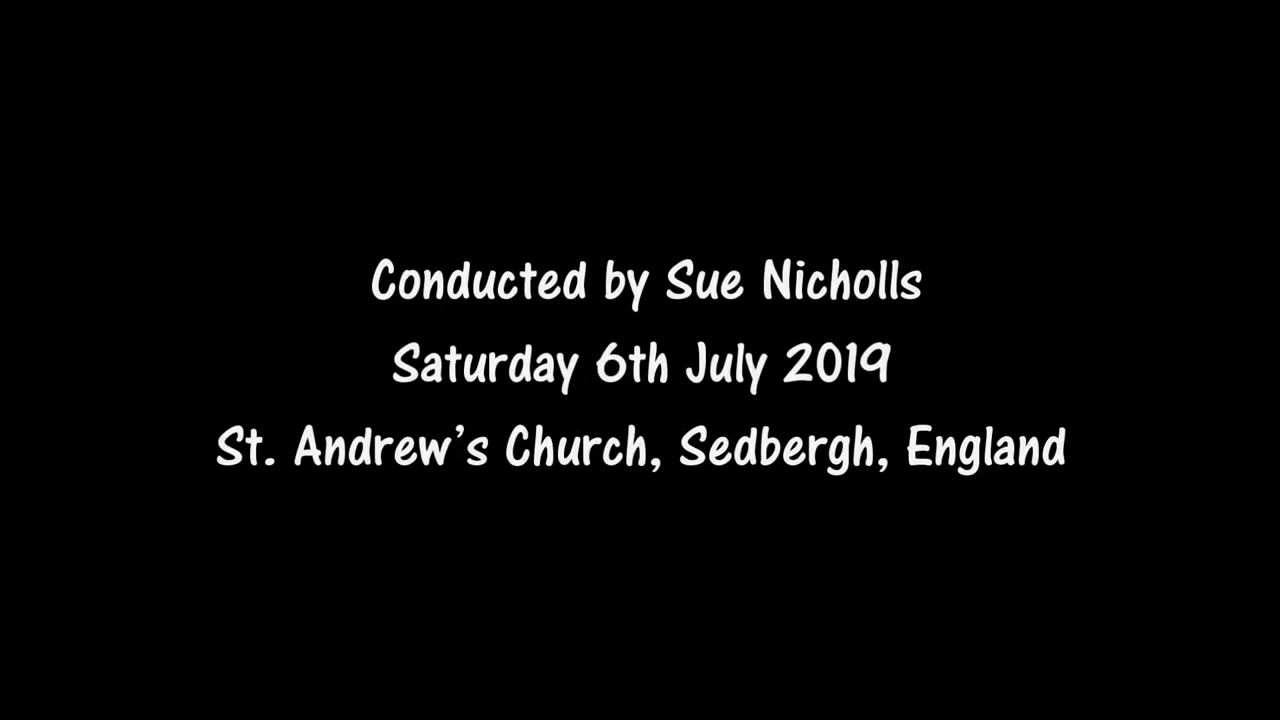 Conducted by Sue Nicholls
Saturday 6th July 2019
St. Andrew’s Church, Sedbergh, England